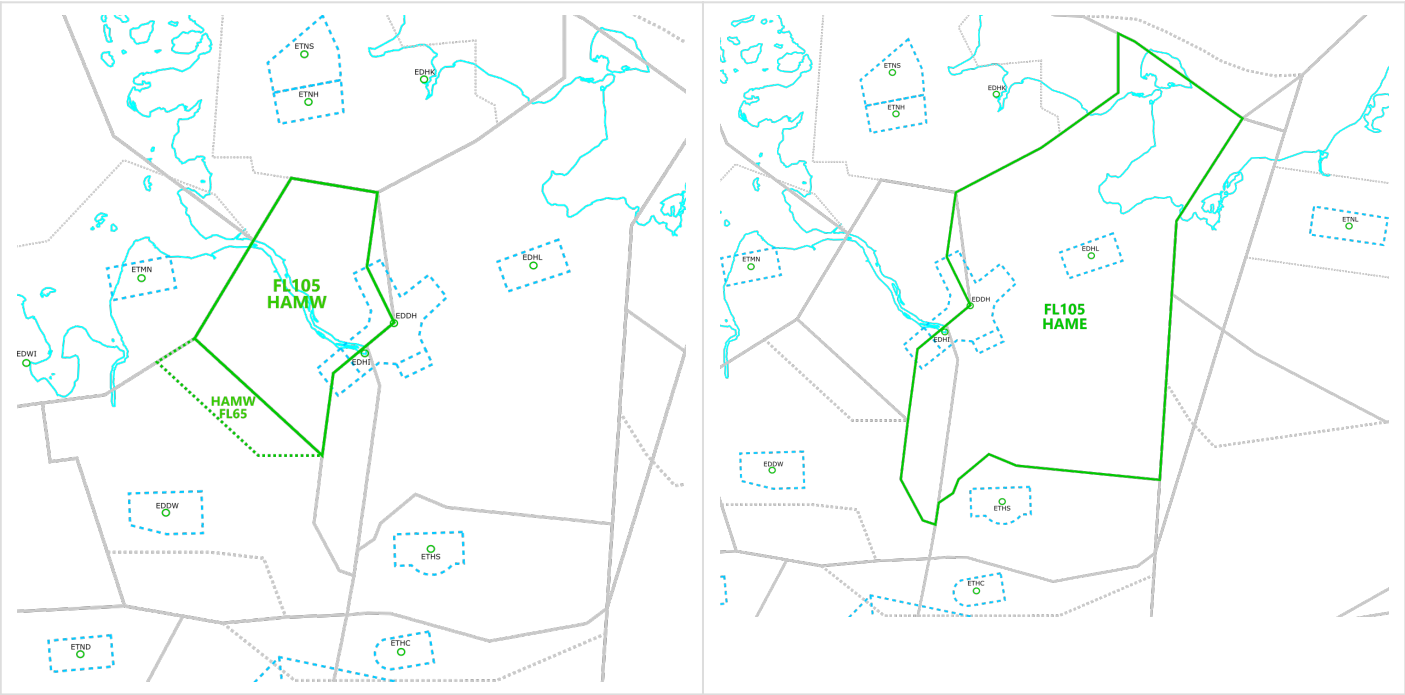 ETNS
EDHK
ETNH
ETMN
EDHL
FL105
HAMW
EDDH
EDWI
EDHI
HAMW
FL65
EDDW
ETHS
ETND
ETHC
ETNS
EDHK
ETNH
ETNL
EDHL
ETMN
EDDH
FL105
HAME
EDHI
EDDW
ETHS
ETHC